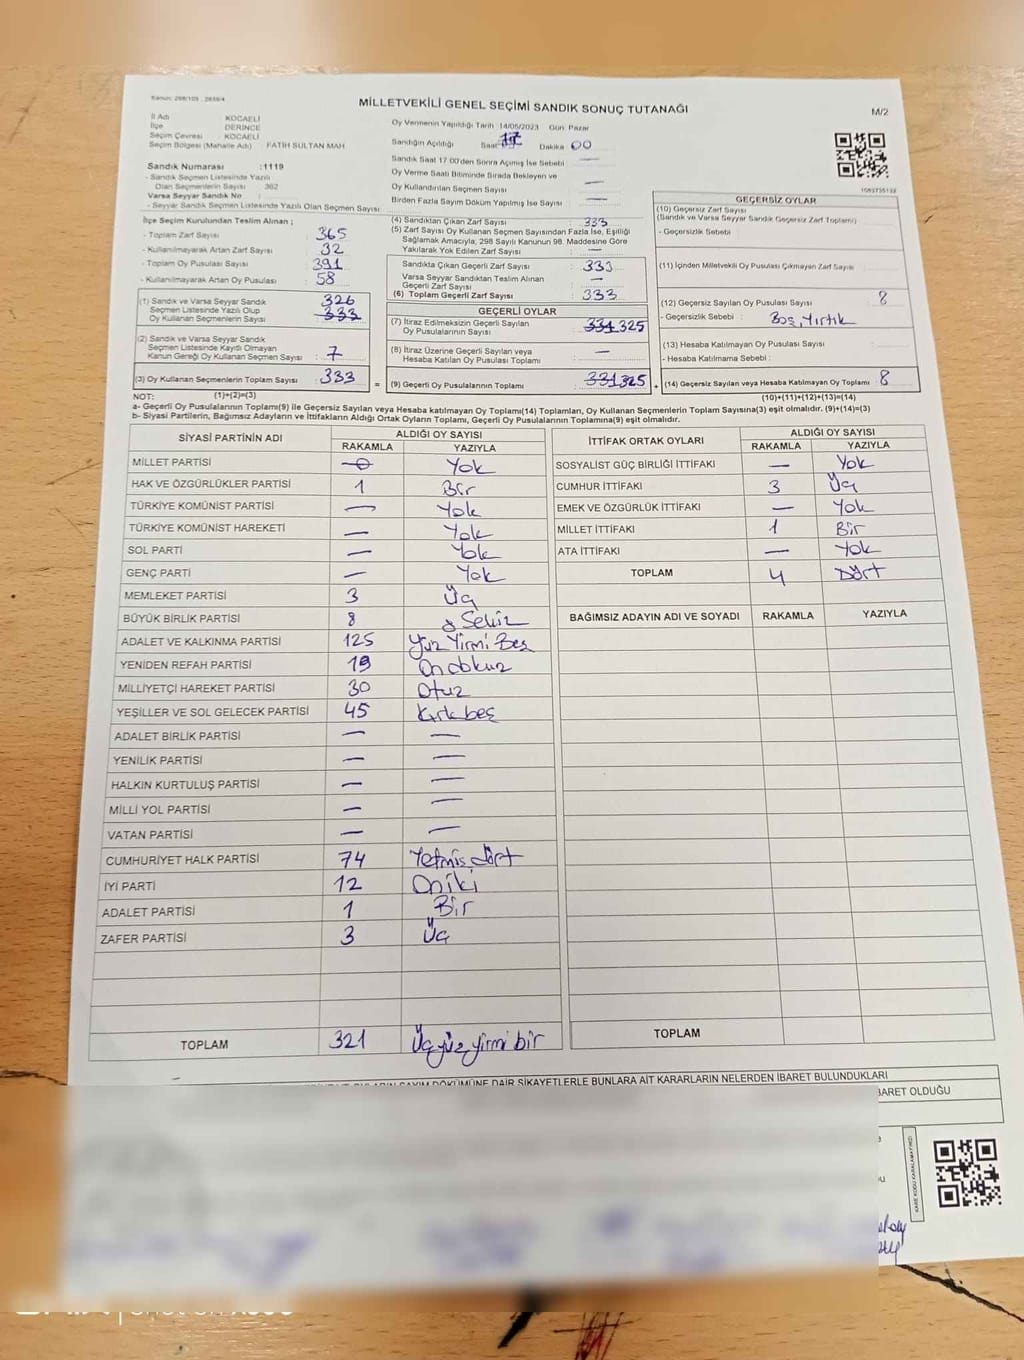 Kanun: 298/105 , 2839/4
MİLLETVEKİLİ GENEL SEÇİMİ SANDIK SONUÇ TUTANAĞI
M/2
İl Adı : KOCAELİ
İlçe : DERİNCE
Seçim Çevresi : KOCAELİ
Seçim Bölgesi (Mahalle Adı) : FATİH SULTAN MAH
Sandık Numarası :1119
- Sandık Seçmen Listesinde Yazılı
Olan Seçmenlerin Sayısı : 362
Varsa Seyyar Sandık No :
- Seyyar Sandık Seçmen Listesinde Yazılı Olan Seçmen Sayısı:
Oy Vermenin Yapıldığı Tarih :14/05/2023 Gün: Pazar
Sandığın Açıldığı Saat: Dakika: 00
Sandık Saat 17:00'den Sonra Açılmış İse Sebebi : —
Oy Verme Saati Bitiminde Sırada Bekleyen ve
Oy Kullandırılan Seçmen Sayısı : —
Birden Fazla Sayım Döküm Yapılmış İse Sayısı : —
1093735132
İlçe Seçim Kurulundan Teslim Alınan ;
- Toplam Zarf Sayısı : 365
- Kullanılmayarak Artan Zarf Sayısı : 32
- Toplam Oy Pusulası Sayısı : 391
- Kullanılmayarak Artan Oy Pusulası : 58
(1) Sandık ve Varsa Seyyar Sandık
Seçmen Listesinde Yazılı Olup
Oy Kullanan Seçmenlerin Sayısı : 326 333
(2) Sandık ve Varsa Seyyar Sandık
Seçmen Listesinde Kaydı Olmayan
Kanun Gereği Oy Kullanan Seçmen Sayısı : 7
(3) Oy Kullanan Seçmenlerin Toplam Sayısı : 333
(4) Sandıktan Çıkan Zarf Sayısı : 333
(5) Zarf Sayısı Oy Kullanan Seçmen Sayısından Fazla İse, Eşitliği
Sağlamak Amacıyla, 298 Sayılı Kanunun 98. Maddesine Göre
Yakılarak Yok Edilen Zarf Sayısı : —
Sandıkta Çıkan Geçerli Zarf Sayısı : 333
Varsa Seyyar Sandıktan Teslim Alınan
Geçerli Zarf Sayısı : —
(6) Toplam Geçerli Zarf Sayısı : 333
GEÇERLİ OYLAR
(7) İtiraz Edilmeksizin Geçerli Sayılan
Oy Pusulalarının Sayısı : 331 325
(8) İtiraz Üzerine Geçerli Sayılan veya
Hesaba Katılan Oy Pusulası Toplamı : —
= (9) Geçerli Oy Pusulalarının Toplamı : 331 325 +
GEÇERSİZ OYLAR
(10) Geçersiz Zarf Sayısı
(Sandık ve Varsa Seyyar Sandık Geçersiz Zarf Toplamı) :
- Geçersizlik Sebebi :
(11) İçinden Milletvekili Oy Pusulası Çıkmayan Zarf Sayısı :
(12) Geçersiz Sayılan Oy Pusulası Sayısı : 8
- Geçersizlik Sebebi : Boş, Yırtık
(13) Hesaba Katılmayan Oy Pusulası Sayısı :
- Hesaba Katılmama Sebebi :
(14) Geçersiz Sayılan veya Hesaba Katılmayan Oy Toplamı : 8
NOT: (1)+(2)=(3)
(10)+(11)+(12)+(13)=(14)
a- Geçerli Oy Pusulalarının Toplamı(9) ile Geçersiz Sayılan veya Hesaba katılmayan Oy Toplamı(14) Toplamları, Oy Kullanan Seçmenlerin Toplam Sayısına(3) eşit olmalıdır. (9)+(14)=(3)
b- Siyasi Partilerin, Bağımsız Adayların ve İttifakların Aldığı Ortak Oyların Toplamı, Geçerli Oy Pusulalarının Toplamına(9) eşit olmalıdır.
SİYASİ PARTİNİN ADI ALDIĞI OY SAYISI
RAKAMLA YAZIYLA
MİLLET PARTİSİ 0 Yok
HAK VE ÖZGÜRLÜKLER PARTİSİ 1 Bir
TÜRKİYE KOMÜNİST PARTİSİ — Yok
TÜRKİYE KOMÜNİST HAREKETİ — Yok
SOL PARTİ — Yok
GENÇ PARTİ — Yok
MEMLEKET PARTİSİ 3 Üç
BÜYÜK BİRLİK PARTİSİ 8 Sekiz
ADALET VE KALKINMA PARTİSİ 125 Yüz Yirmi Beş
YENİDEN REFAH PARTİSİ 19 Ondokuz
MİLLİYETÇİ HAREKET PARTİSİ 30 Otuz
YEŞİLLER VE SOL GELECEK PARTİSİ 45 Kırkbeş
ADALET BİRLİK PARTİSİ — —
YENİLİK PARTİSİ — —
HALKIN KURTULUŞ PARTİSİ — —
MİLLİ YOL PARTİSİ — —
VATAN PARTİSİ — —
CUMHURİYET HALK PARTİSİ 74 Yetmiş dört
İYİ PARTİ 12 Oniki
ADALET PARTİSİ 1 Bir
ZAFER PARTİSİ 3 Üç
TOPLAM 321 Üçyüz yirmi bir
İTTİFAK ORTAK OYLARI ALDIĞI OY SAYISI
RAKAMLA YAZIYLA
SOSYALİST GÜÇ BİRLİĞİ İTTİFAKI — Yok
CUMHUR İTTİFAKI 3 Üç
EMEK VE ÖZGÜRLÜK İTTİFAKI — Yok
MİLLET İTTİFAKI 1 Bir
ATA İTTİFAKI — Yok
TOPLAM 4 Dört
BAĞIMSIZ ADAYIN ADI VE SOYADI RAKAMLA YAZIYLA
TOPLAM
OYLARIN SAYIM DÖKÜMÜNE DAİR ŞİKAYETLERLE BUNLARA AİT KARARLARIN NELERDEN İBARET BULUNDUKLARI
İBARET OLDUĞU
KARE KODU KARALAMAYINIZ!